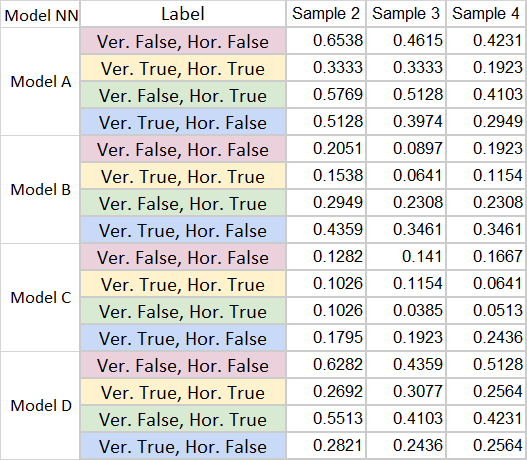 Model NN Label Sample 2 Sample 3 Sample 4
Model A Ver. False, Hor. False 0.6538 0.4615 0.4231
Ver. True, Hor. True 0.3333 0.3333 0.1923
Ver. False, Hor. True 0.5769 0.5128 0.4103
Ver. True, Hor. False 0.5128 0.3974 0.2949
Model B Ver. False, Hor. False 0.2051 0.0897 0.1923
Ver. True, Hor. True 0.1538 0.0641 0.1154
Ver. False, Hor. True 0.2949 0.2308 0.2308
Ver. True, Hor. False 0.4359 0.3461 0.3461
Model C Ver. False, Hor. False 0.1282 0.141 0.1667
Ver. True, Hor. True 0.1026 0.1154 0.0641
Ver. False, Hor. True 0.1026 0.0385 0.0513
Ver. True, Hor. False 0.1795 0.1923 0.2436
Model D Ver. False, Hor. False 0.6282 0.4359 0.5128
Ver. True, Hor. True 0.2692 0.3077 0.2564
Ver. False, Hor. True 0.5513 0.4103 0.4231
Ver. True, Hor. False 0.2821 0.2436 0.2564